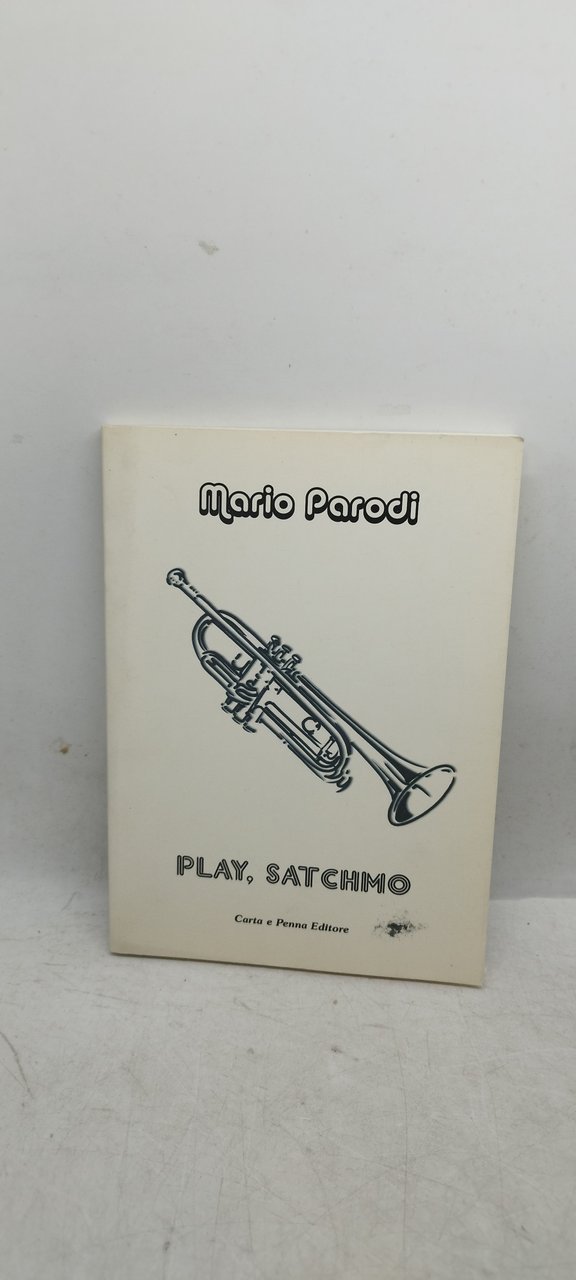 Mario Parodi
PLAY, SATCHMO
Carta e Penna Editore